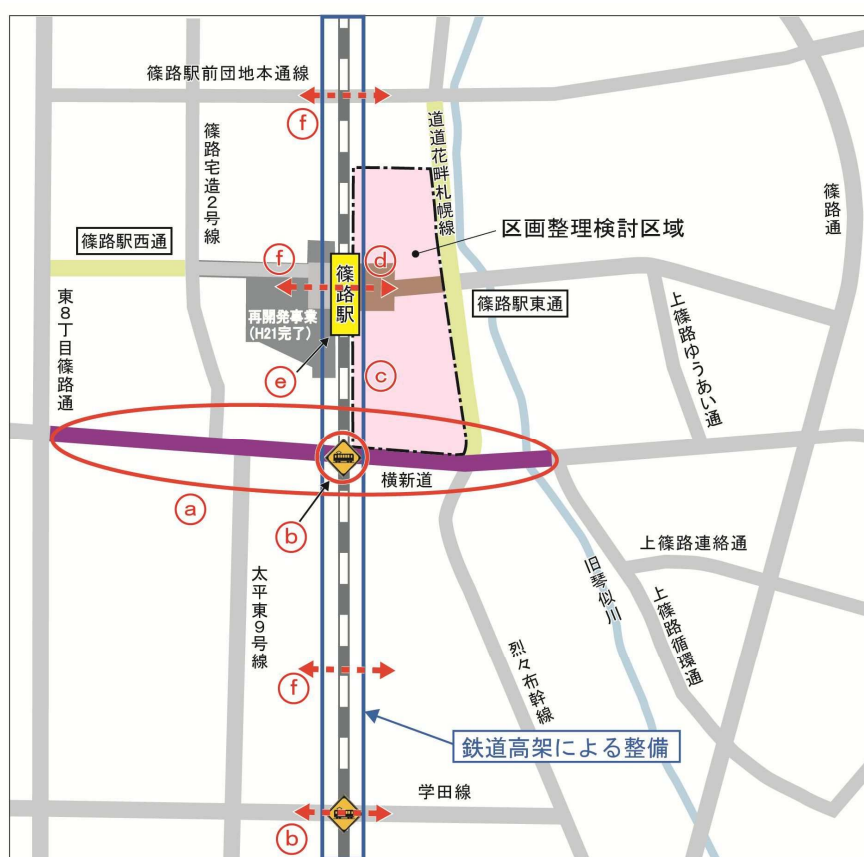 篠路駅前団地本通線
f
道道花畔札幌線
篠路宅造2号線
篠路通
区画整理検討区域
篠路駅西通
f
d
篠路駅
篠路駅東通
再開発事業
(H21完了)
東8丁目篠路通
上篠路ゆうあい通
e
c
横新道
a
b
上篠路連絡通
旧琴似川
太平東9号線
上篠路循環通
烈々布幹線
f
鉄道高架による整備
学田線
b